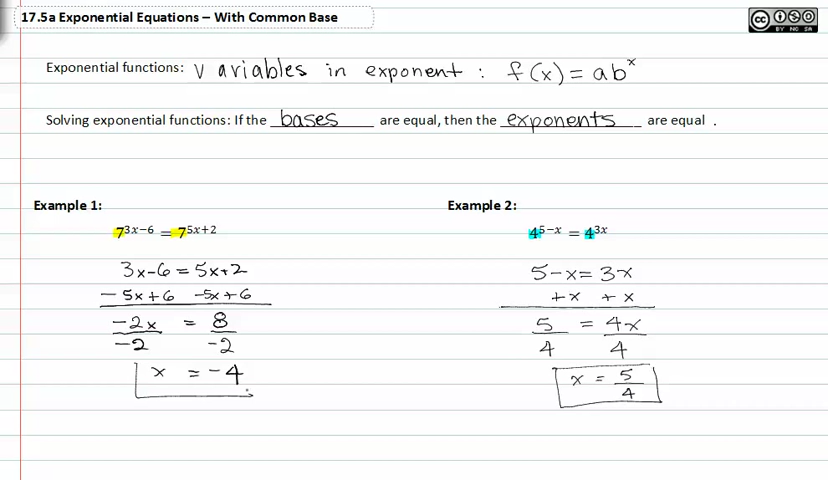 17.5a Exponential Equations – With Common Base
cc BY NC SA
Exponential functions: Variables in exponent : f(x) = ab^x
Solving exponential functions: If the bases are equal, then the exponents are equal .
Example 1:
7^{3x−6} = 7^{5x+2}
3x-6 = 5x+2
-5x+6 -5x+6
-2x = 8
-2 -2
x = -4
Example 2:
4^{5−x} = 4^{3x}
5-x = 3x
+x +x
5 = 4x
4 4
x = 5/4